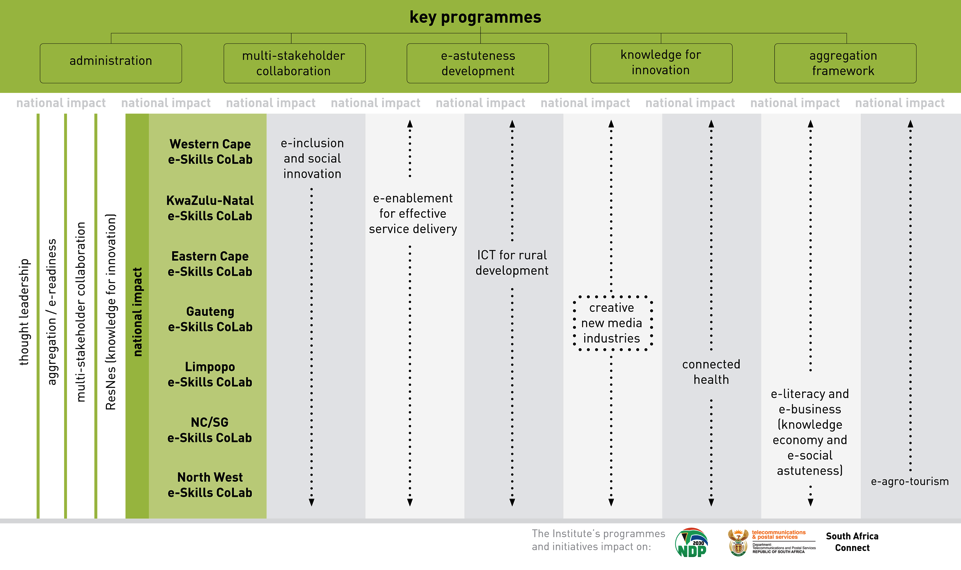 key programmes
administration
multi-stakeholder
collaboration
e-astuteness
development
knowledge for
innovation
aggregation
framework
national impact national impact national impact national impact national impact national impact national impact national impact national impact
thought leadership
aggregation / e-readiness
multi-stakeholder collaboration
ResNes (knowledge for innovation)
national impact
Western Cape
e-Skills CoLab
KwaZulu-Natal
e-Skills CoLab
Eastern Cape
e-Skills CoLab
Gauteng
e-Skills CoLab
Limpopo
e-Skills CoLab
NC/SG
e-Skills CoLab
North West
e-Skills CoLab
e-inclusion
and social
innovation
e-enablement
for effective
service delivery
ICT for rural
development
creative
new media
industries
connected
health
e-literacy and
e-business
(knowledge
economy and
e-social
astuteness)
e-agro-tourism
The Institute's programmes
and initiatives impact on:
2030
NDP
telecommunications
& postal services
Department:
Telecommunications and Postal Services
REPUBLIC OF SOUTH AFRICA
South Africa
Connect